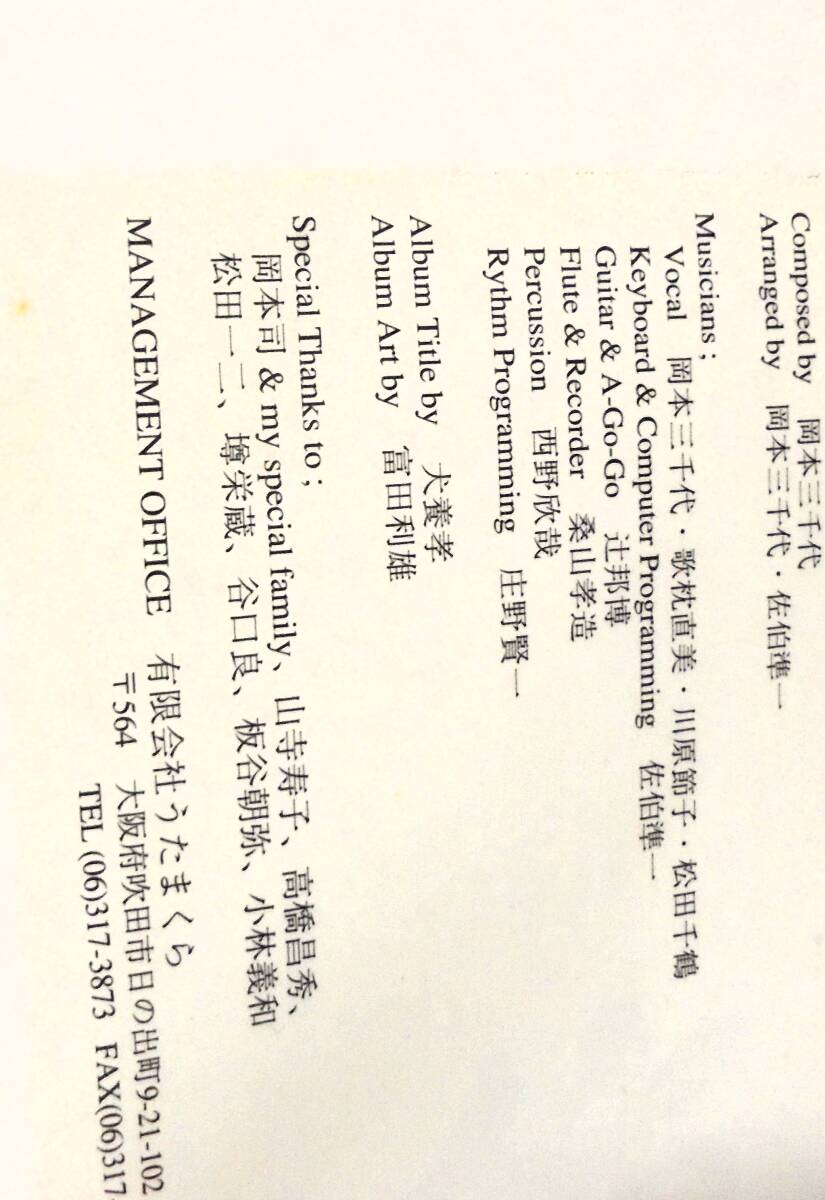 Composed by 岡本三千代
Arranged by 岡本三千代・佐伯準一
Musicians ;
Vocal 岡本三千代・歌枕直美・川原節子・松田千鶴
Keyboard & Computer Programming 佐伯準一
Guitar & A-Go-Go 辻邦博
Flute & Recorder 桑山孝造
Percussion 西野欣哉
Rythm Programming 庄野賢一
Album Title by 犬養孝
Album Art by 富田利雄
Special Thanks to ;
岡本司 & my special family、山寺寿子、高橋昌秀、
松田一二、壿栄蔵、谷口良、板谷朝弥、小林義和
MANAGEMENT OFFICE 有限会社うたまくら
〒564 大阪府吹田市日の出町9-21-102
TEL (06)317-3873 FAX(06)317-